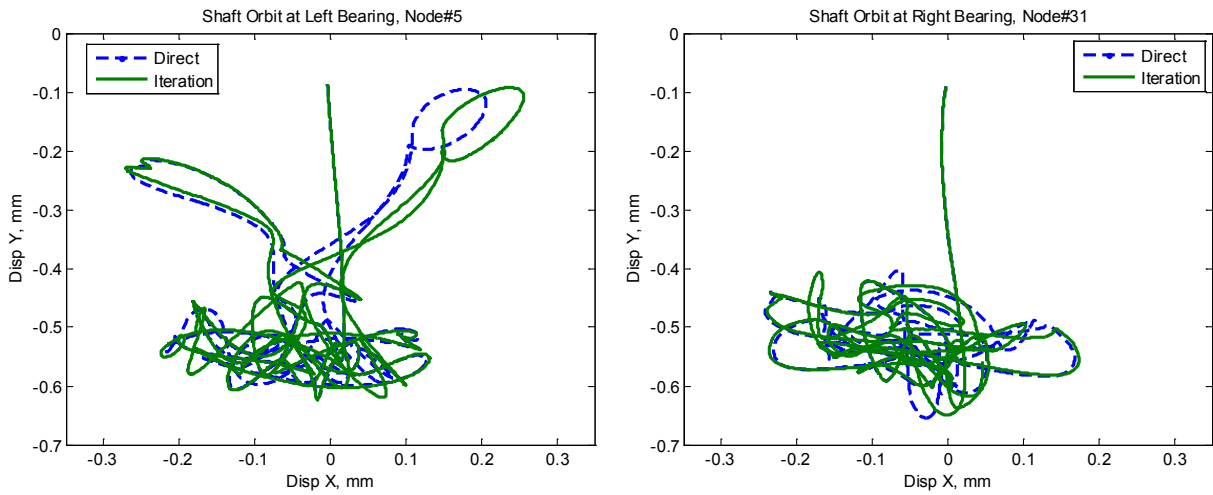 Shaft Orbit at Left Bearing, Node#5
0
-0.1
-0.2
-0.3
-0.4
-0.5
-0.6
-0.7
Disp Y, mm
Direct
Iteration
-0.3 -0.2 -0.1 0 0.1 0.2 0.3
Disp X, mm
Shaft Orbit at Right Bearing, Node#31
0
-0.1
-0.2
-0.3
-0.4
-0.5
-0.6
-0.7
Disp Y, mm
Direct
Iteration
-0.3 -0.2 -0.1 0 0.1 0.2 0.3
Disp X, mm